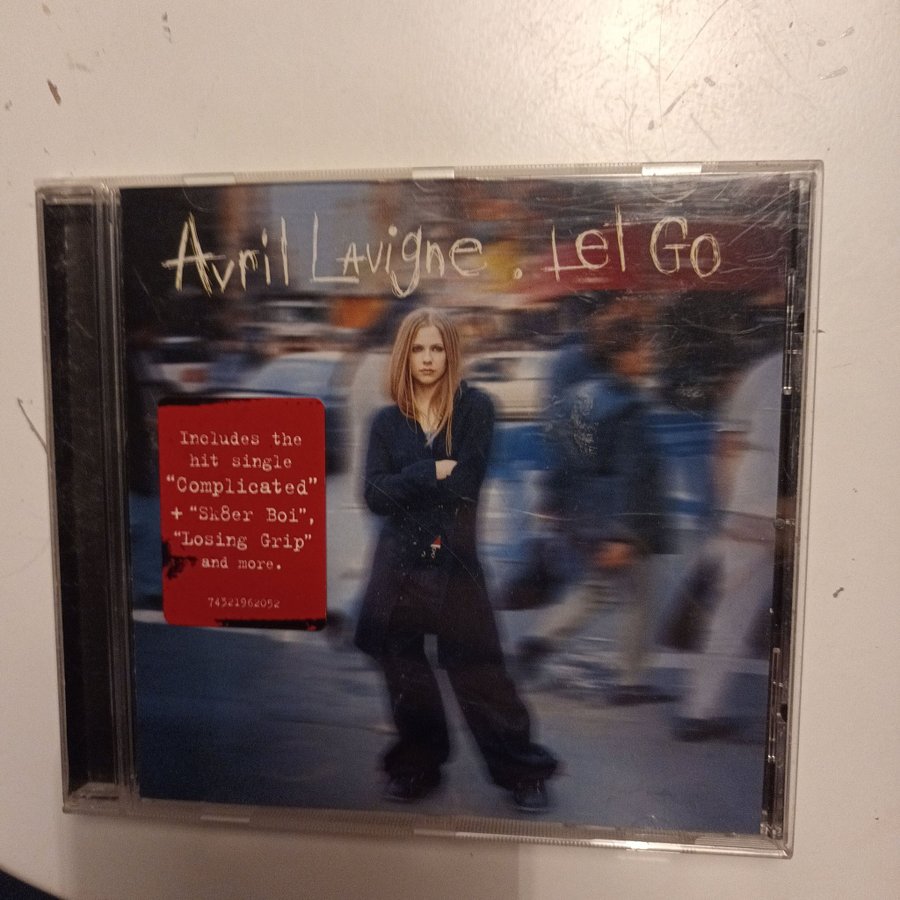 Avril Lavigne . Let Go
Includes the
hit single
"Complicated"
+ "Sk8er Boi",
"Losing Grip"
and more.
74321962052